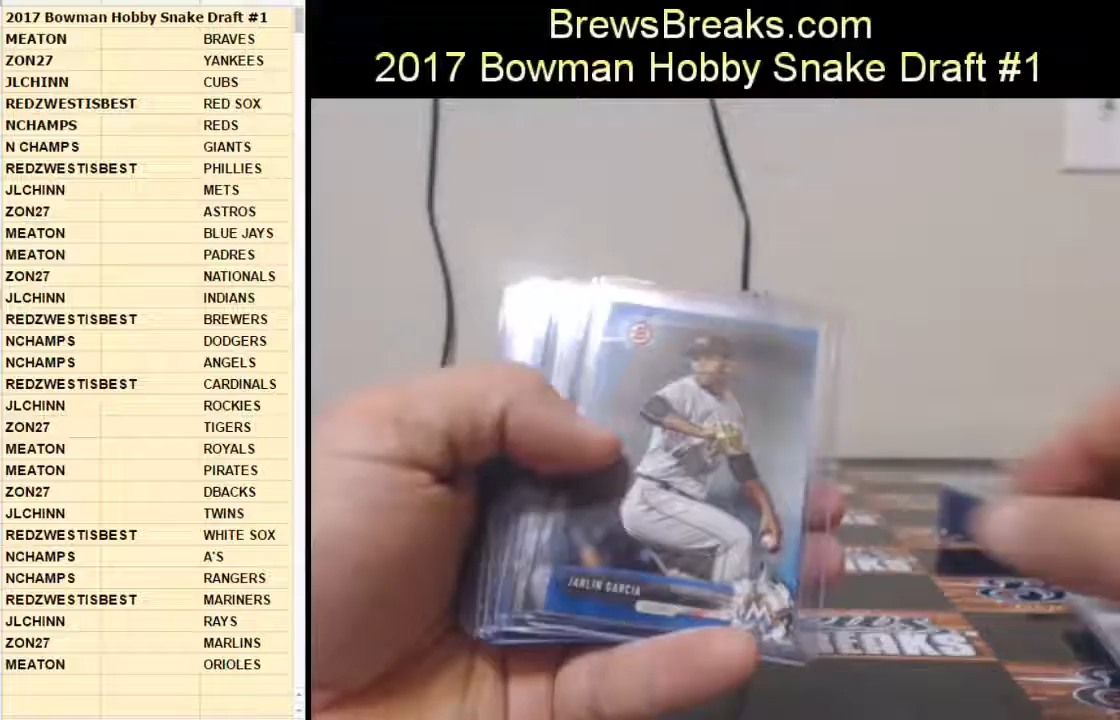 2017 Bowman Hobby Snake Draft #1
MEATON BRAVES
ZON27 YANKEES
JLCHINN CUBS
REDZWESTISBEST RED SOX
NCHAMPS REDS
N CHAMPS GIANTS
REDZWESTISBEST PHILLIES
JLCHINN METS
ZON27 ASTROS
MEATON BLUE JAYS
MEATON PADRES
ZON27 NATIONALS
JLCHINN INDIANS
REDZWESTISBEST BREWERS
NCHAMPS DODGERS
NCHAMPS ANGELS
REDZWESTISBEST CARDINALS
JLCHINN ROCKIES
ZON27 TIGERS
MEATON ROYALS
MEATON PIRATES
ZON27 DBACKS
JLCHINN TWINS
REDZWESTISBEST WHITE SOX
NCHAMPS A'S
NCHAMPS RANGERS
REDZWESTISBEST MARINERS
JLCHINN RAYS
ZON27 MARLINS
MEATON ORIOLES
BrewsBreaks.com
2017 Bowman Hobby Snake Draft #1
JARLIN GARCIA
BREAKS